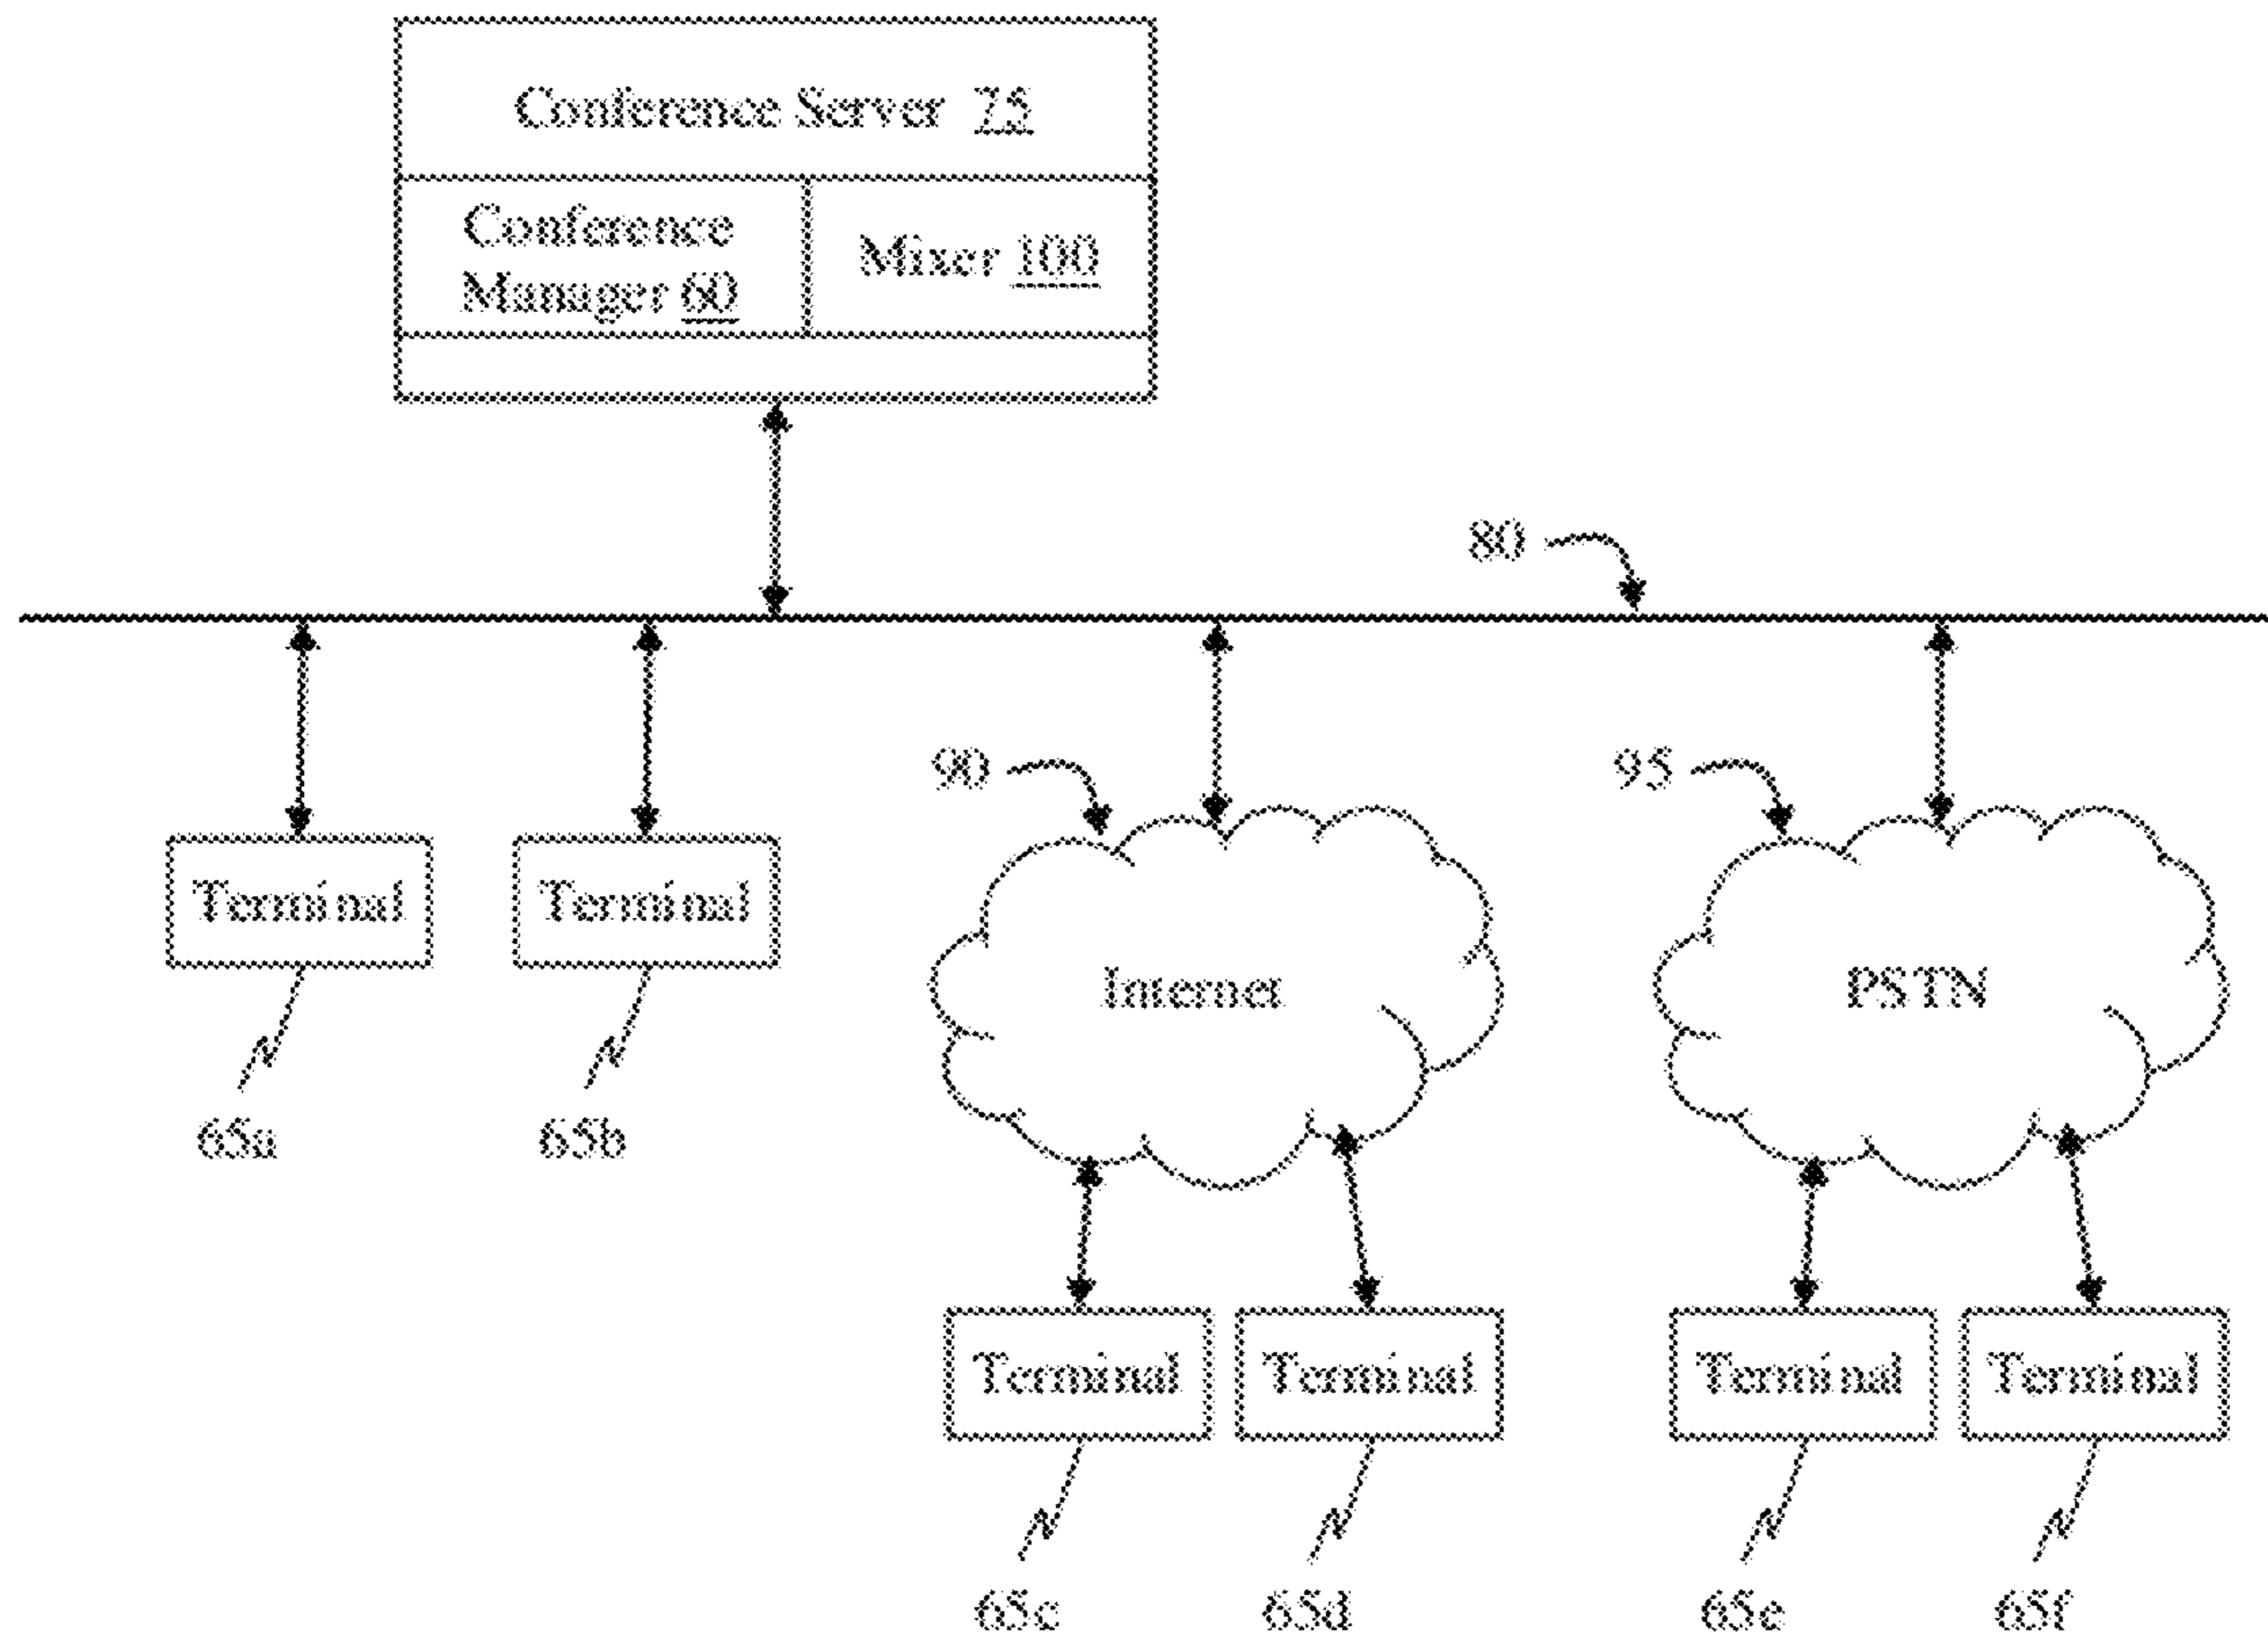 Conference Server 75
Conference
Manager 60
Mixer 100
80
90
95
Terminal
Terminal
Internet
PSTN
65a
65b
Terminal
Terminal
Terminal
Terminal
65c
65d
65e
65f